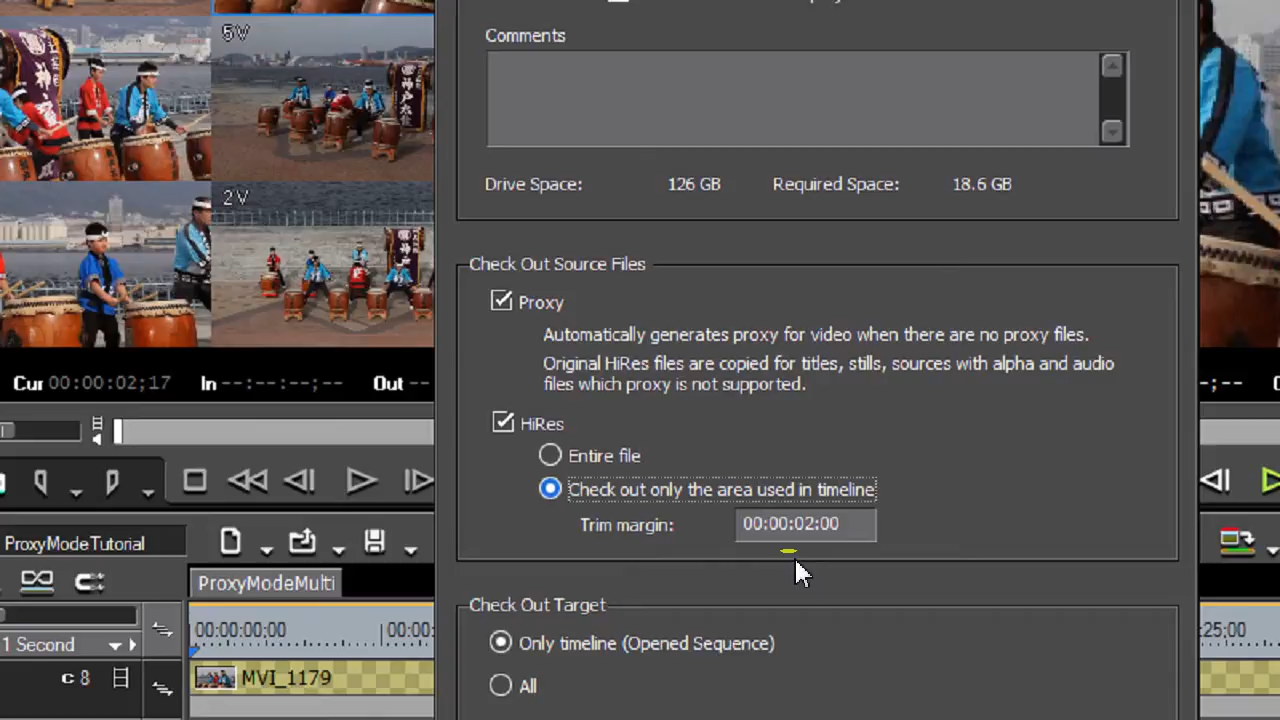 5V
2V
Cur 00:00:02;17 In --:--:--;-- Out --
ProxyModeTutorial
ProxyModeMulti
00:00:00;00 00:00:
1 Second
C 8
MVI_1179
Comments
Drive Space: 126 GB Required Space: 18.6 GB
Check Out Source Files
Proxy
Automatically generates proxy for video when there are no proxy files.
Original HiRes files are copied for titles, stills, sources with alpha and audio
files which proxy is not supported.
HiRes
Entire file
Check out only the area used in timeline
Trim margin: 00:00:02:00
Check Out Target
Only timeline (Opened Sequence)
All
-;--
:25:00